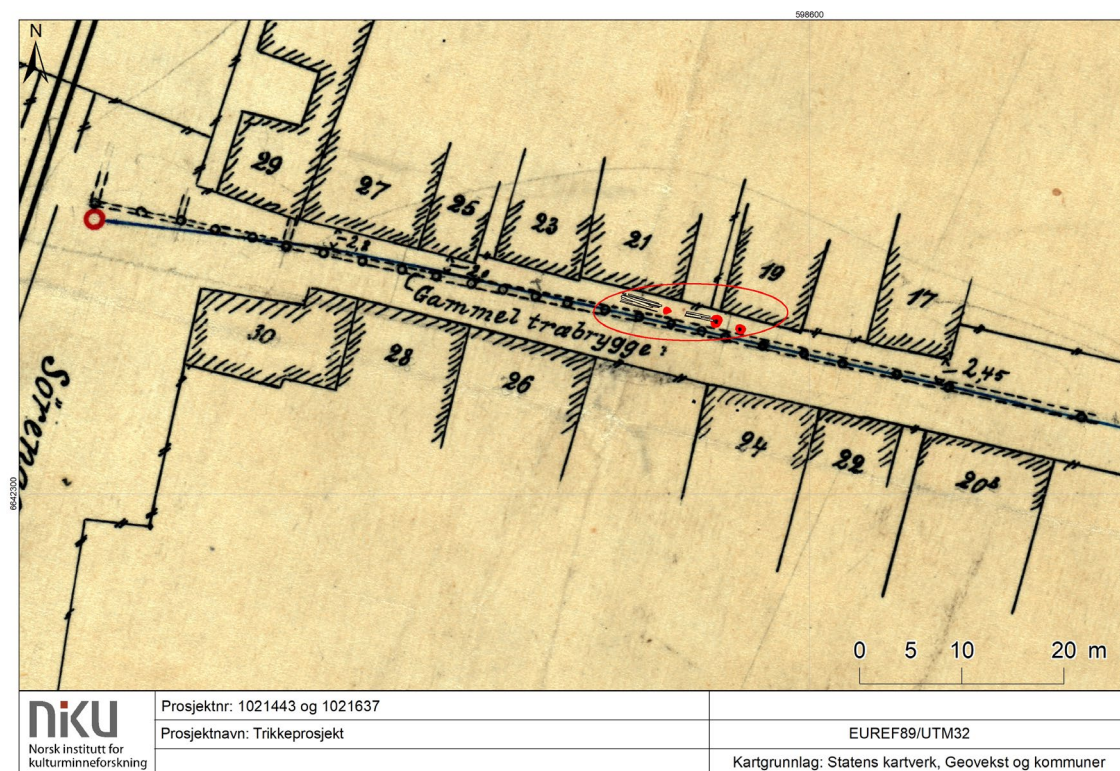 598600
N
29
27
25
23
21
19
17
-2,8
(Gammel træbrygge)
2,45
30
28
26
24
22
20ᵃ
Sörenga
6642300
0 5 10 20 m
niku
Norsk institutt for
kulturminneforskning
Prosjektnr: 1021443 og 1021637
Prosjektnavn: Trikkeprosjekt
EUREF89/UTM32
Kartgrunnlag: Statens kartverk, Geovekst og kommuner